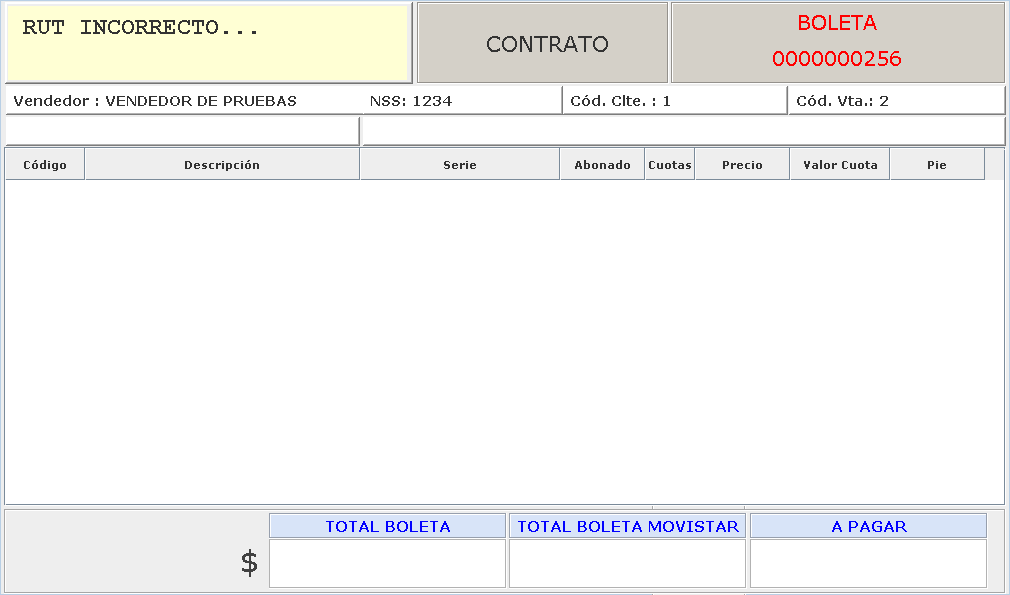 RUT INCORRECTO...
CONTRATO
BOLETA
0000000256
Vendedor : VENDEDOR DE PRUEBAS NSS: 1234 Cód. Clte. : 1 Cód. Vta.: 2
Código Descripción Serie Abonado Cuotas Precio Valor Cuota Pie
TOTAL BOLETA TOTAL BOLETA MOVISTAR A PAGAR
$